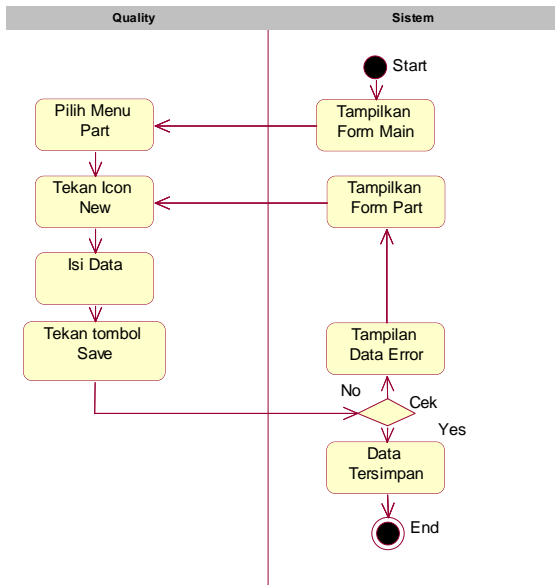 Quality
Sistem
Start
Pilih Menu
Part
Tampilkan
Form Main
Tekan Icon
New
Tampilkan
Form Part
Isi Data
Tekan tombol
Save
Tampilan
Data Error
No
Cek
Yes
Data
Tersimpan
End